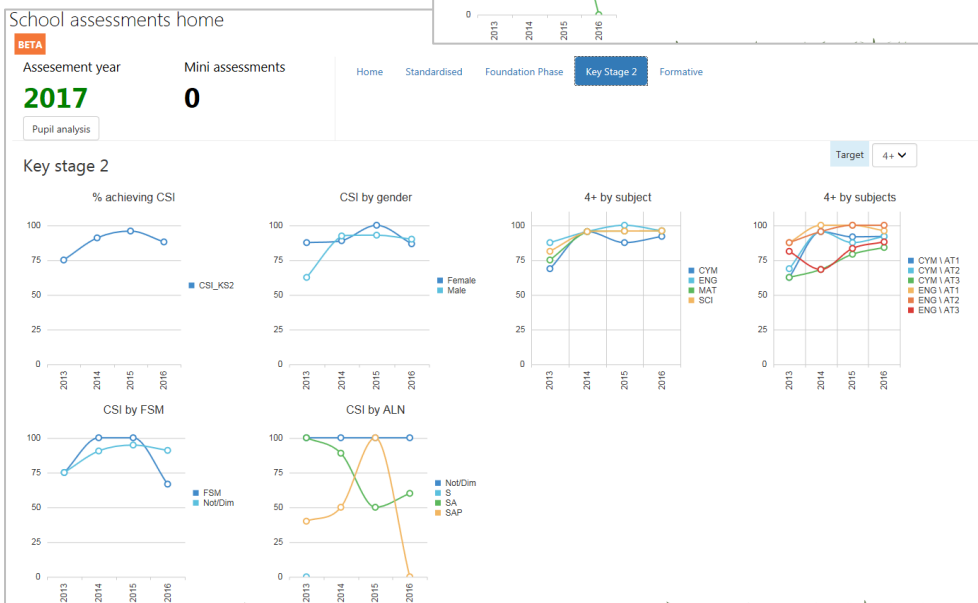 0
2013
2014
2015
2016
School assessments home
BETA
Assesement year
Mini assessments
2017
0
Pupil analysis
Home
Standardised
Foundation Phase
Key Stage 2
Formative
Key stage 2
Target
4+
% achieving CSI
100
75
50
25
0
2013
2014
2015
2016
CSI_KS2
CSI by gender
100
75
50
25
0
2013
2014
2015
2016
Female
Male
4+ by subject
100
75
50
25
0
2013
2014
2015
2016
CYM
ENG
MAT
SCI
4+ by subjects
100
75
50
25
0
2013
2014
2015
2016
CYM \ AT1
CYM \ AT2
CYM \ AT3
ENG \ AT1
ENG \ AT2
ENG \ AT3
CSI by FSM
100
75
50
25
0
2013
2014
2015
2016
FSM
Not/Dim
CSI by ALN
100
75
50
25
0
2013
2014
2015
2016
Not/Dim
S
SA
SAP